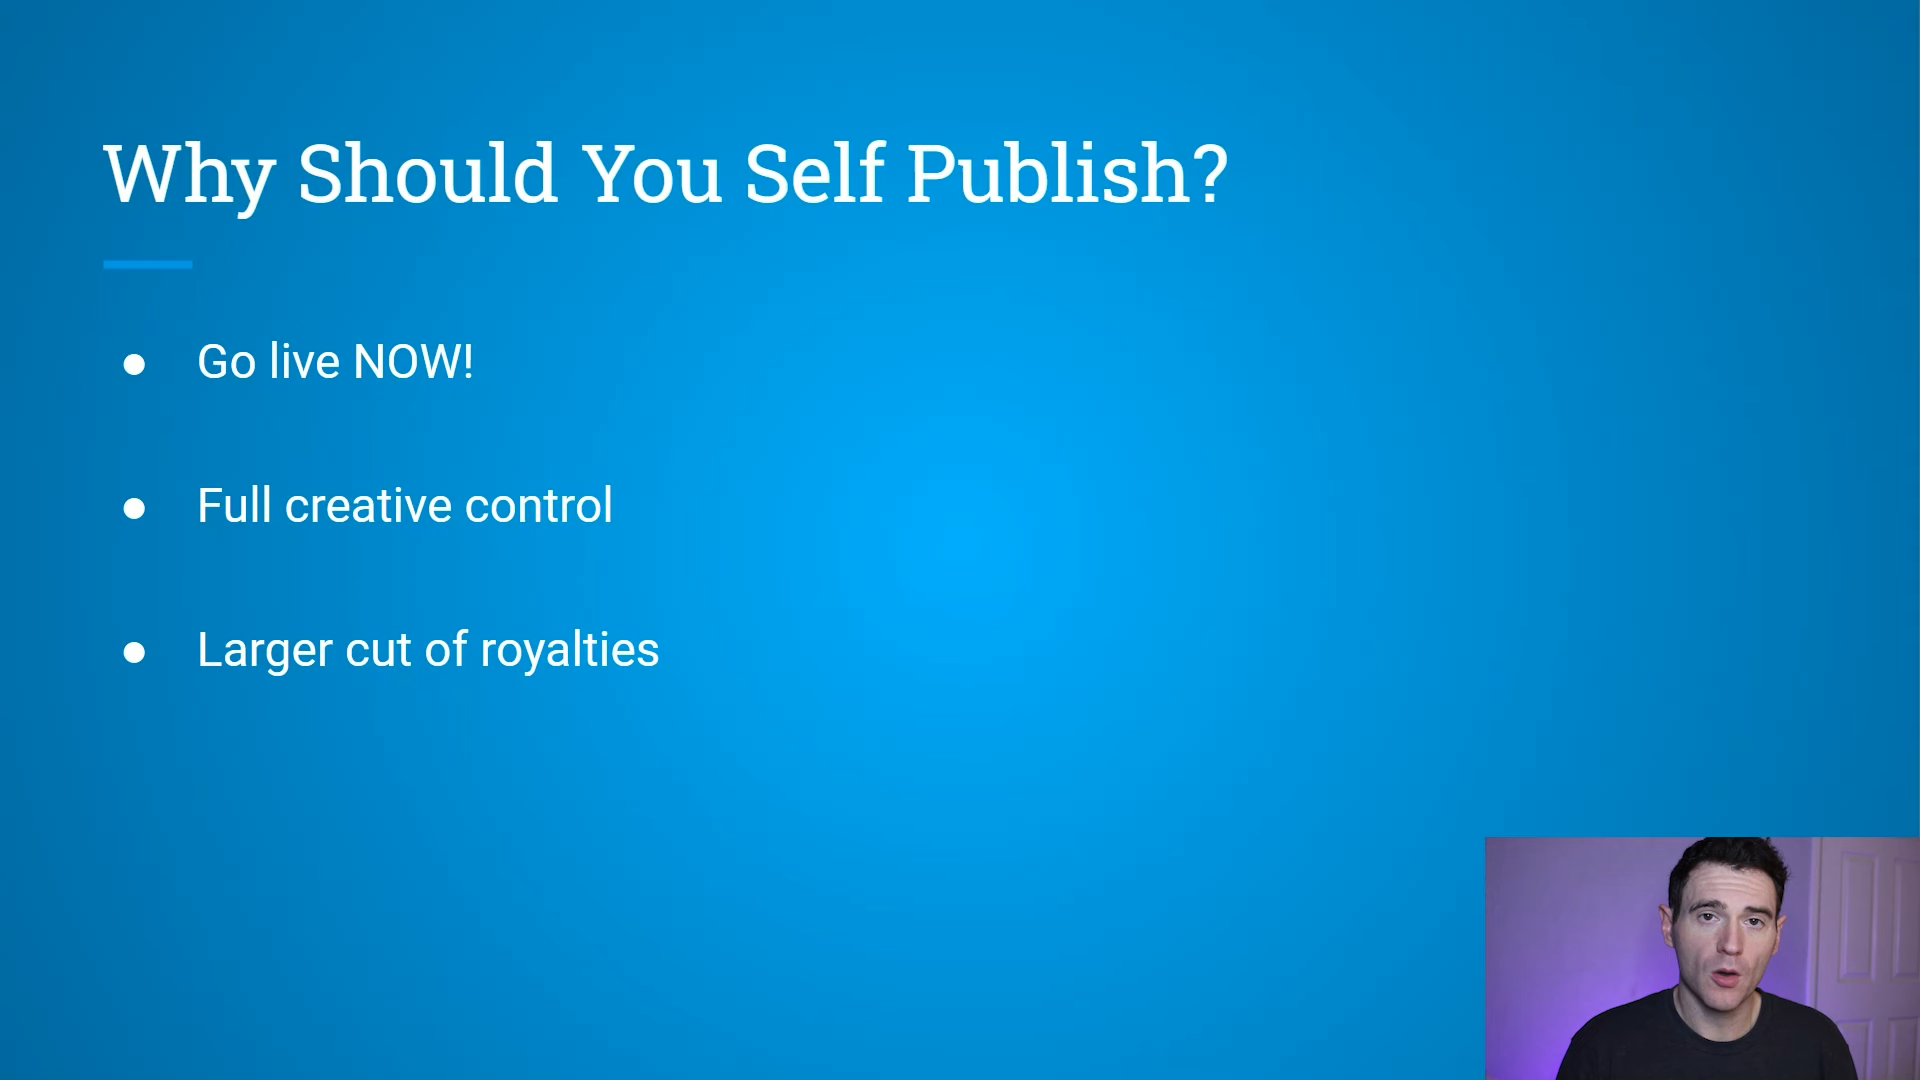 Why Should You Self Publish?
● Go live NOW!
● Full creative control
● Larger cut of royalties